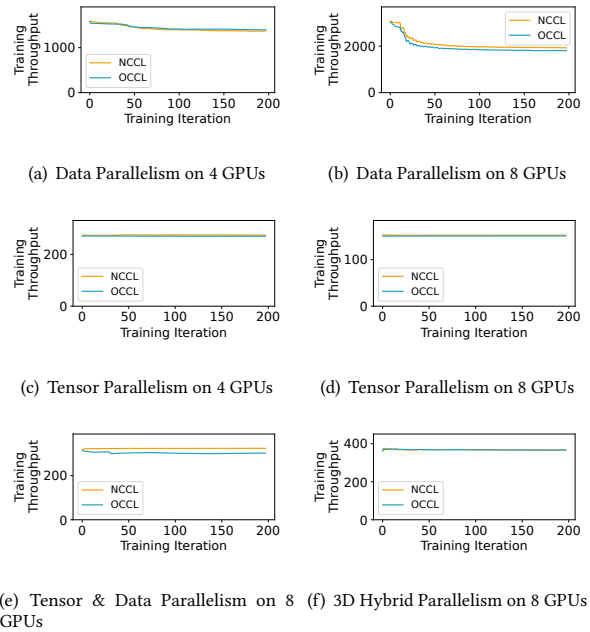 Training
Throughput
1000
0
NCCL
OCCL
0 50 100 150 200
Training Iteration
(a) Data Parallelism on 4 GPUs
Training
Throughput
2000
0
NCCL
OCCL
0 50 100 150 200
Training Iteration
(b) Data Parallelism on 8 GPUs
Training
Throughput
200
0
NCCL
OCCL
0 50 100 150 200
Training Iteration
(c) Tensor Parallelism on 4 GPUs
Training
Throughput
100
0
NCCL
OCCL
0 50 100 150 200
Training Iteration
(d) Tensor Parallelism on 8 GPUs
Training
Throughput
200
0
NCCL
OCCL
0 50 100 150 200
Training Iteration
(e) Tensor & Data Parallelism on 8
GPUs
Training
Throughput
400
200
0
NCCL
OCCL
0 50 100 150 200
Training Iteration
(f) 3D Hybrid Parallelism on 8 GPUs